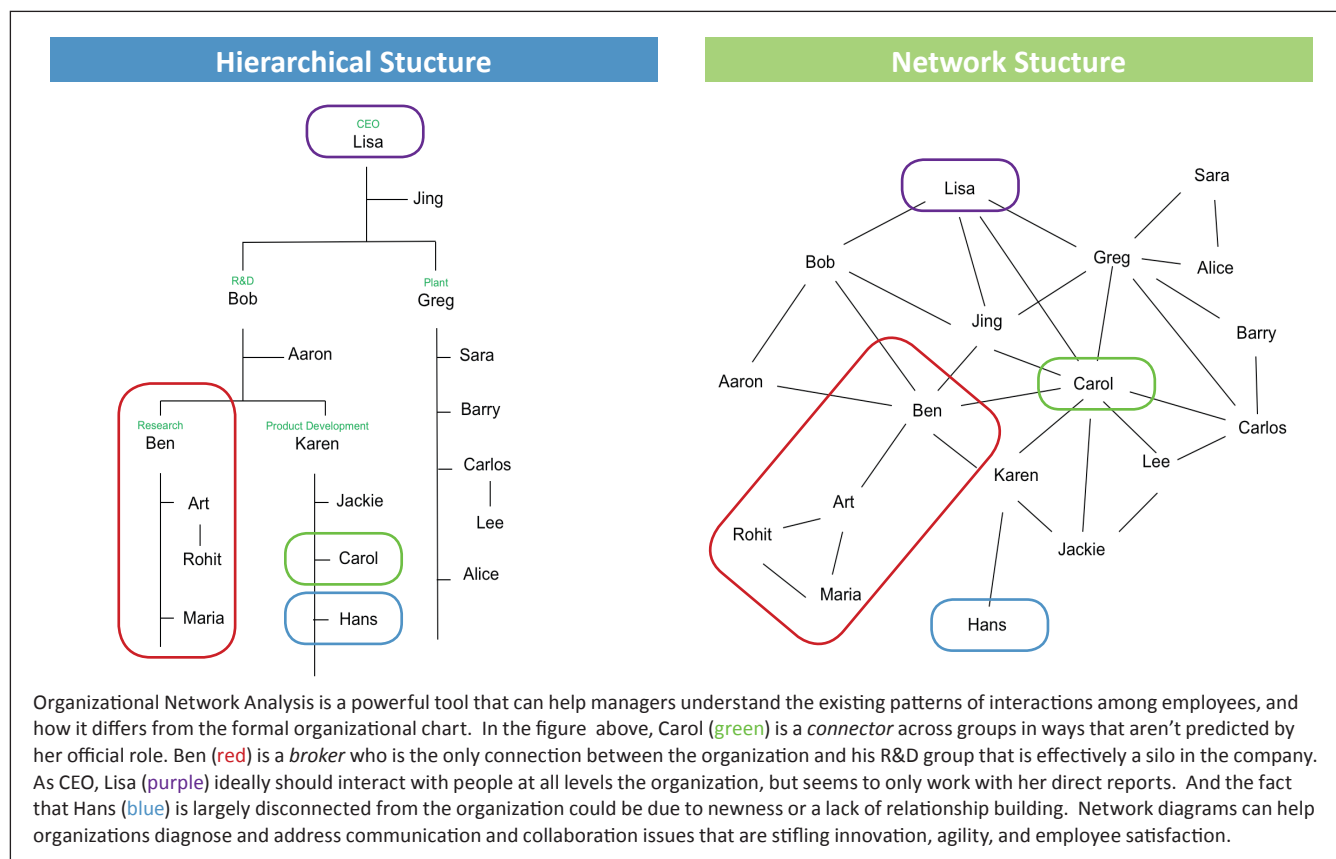 Hierarchical Stucture
CEO
Lisa
Jing
R&D
Bob
Plant
Greg
Aaron
Sara
Barry
Research
Ben
Product Development
Karen
Carlos
Art
Jackie
Lee
Rohit
Carol
Alice
Maria
Hans
Network Stucture
Lisa
Sara
Bob
Greg
Alice
Jing
Barry
Aaron
Carol
Ben
Carlos
Karen
Lee
Art
Rohit
Jackie
Maria
Hans
Organizational Network Analysis is a powerful tool that can help managers understand the existing patterns of interactions among employees, and
how it differs from the formal organizational chart.  In the figure  above, Carol (green) is a connector across groups in ways that aren't predicted by
her official role. Ben (red) is a broker who is the only connection between the organization and his R&D group that is effectively a silo in the company.
As CEO, Lisa (purple) ideally should interact with people at all levels the organization, but seems to only work with her direct reports.  And the fact
that Hans (blue) is largely disconnected from the organization could be due to newness or a lack of relationship building.  Network diagrams can help
organizations diagnose and address communication and collaboration issues that are stifling innovation, agility, and employee satisfaction.